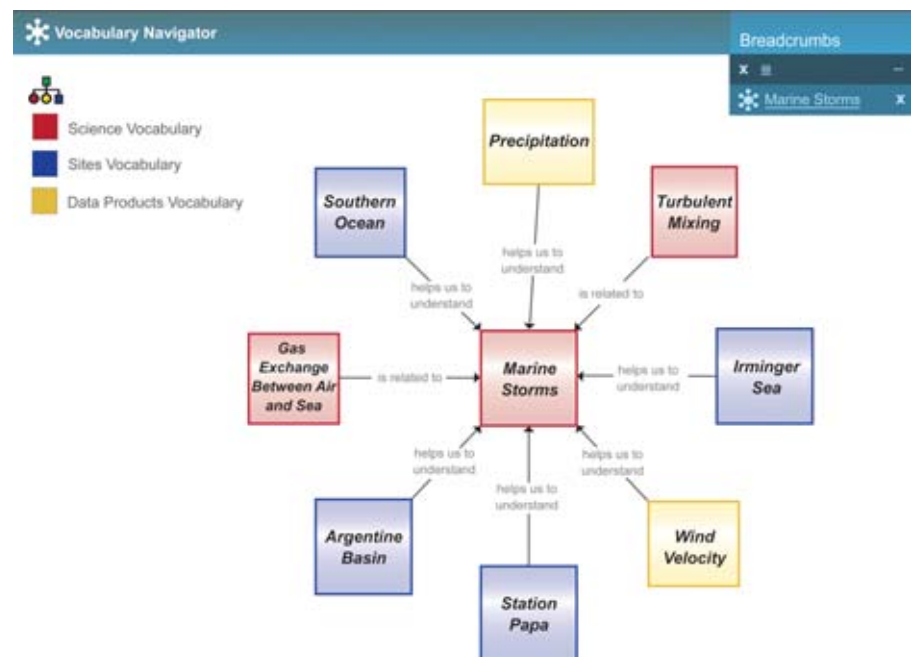 Vocabulary Navigator
Breadcrumbs
x
Marine Storms x
Science Vocabulary
Sites Vocabulary
Data Products Vocabulary
Precipitation
Southern
Ocean
Turbulent
Mixing
helps us to
understand
helps us to
understand
is related to
Gas
Exchange
Between Air
and Sea
is related to
Marine
Storms
helps us to
understand
Irminger
Sea
helps us to
understand
helps us to
understand
helps us to
understand
Argentine
Basin
Station
Papa
Wind
Velocity